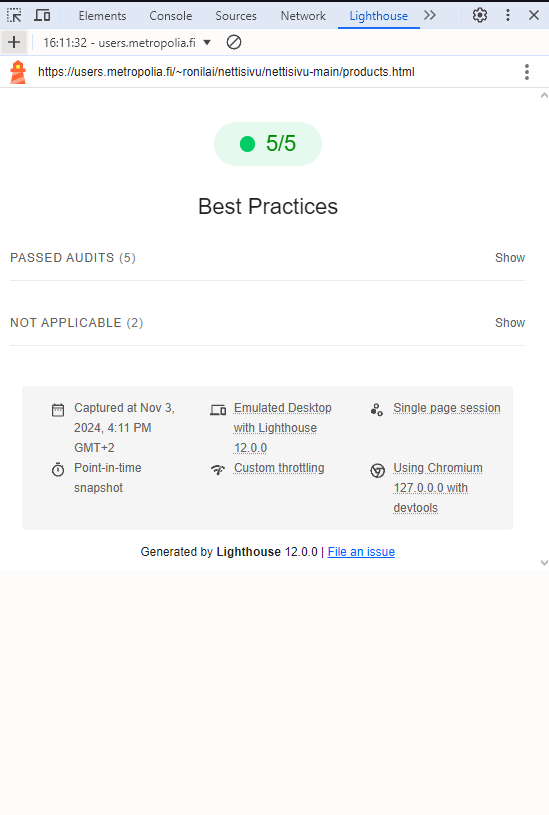 Elements Console Sources Network Lighthouse
16:11:32 - users.metropolia.fi
https://users.metropolia.fi/~ronilai/nettisivu/nettisivu-main/products.html
5/5
Best Practices
PASSED AUDITS (5) Show
NOT APPLICABLE (2) Show
Captured at Nov 3,
2024, 4:11 PM
GMT+2
Emulated Desktop
with Lighthouse
12.0.0
Single page session
Point-in-time
snapshot
Custom throttling
Using Chromium
127.0.0.0 with
devtools
Generated by Lighthouse 12.0.0 | File an issue